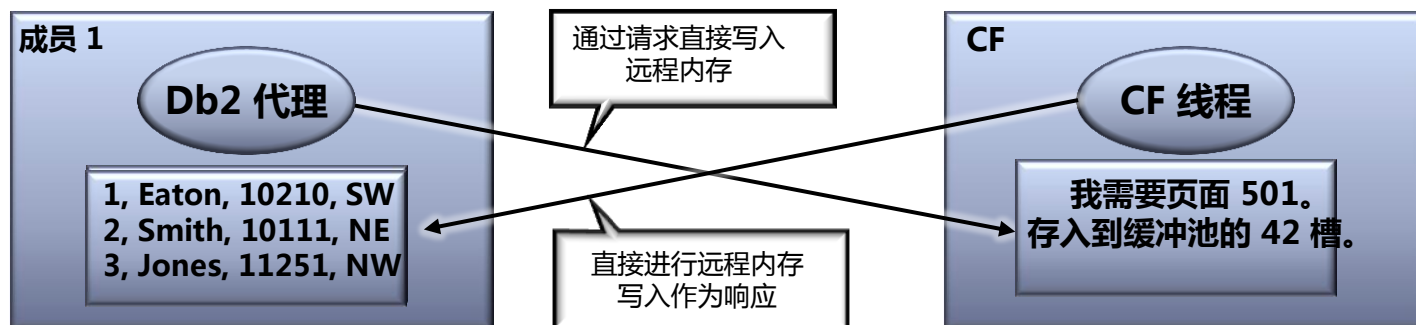 成员 1
Db2 代理
1, Eaton, 10210, SW
2, Smith, 10111, NE
3, Jones, 11251, NW
通过请求直接写入
远程内存
直接进行远程内存
写入作为响应
CF
CF 线程
我需要页面 501。
存入到缓冲池的 42 槽。